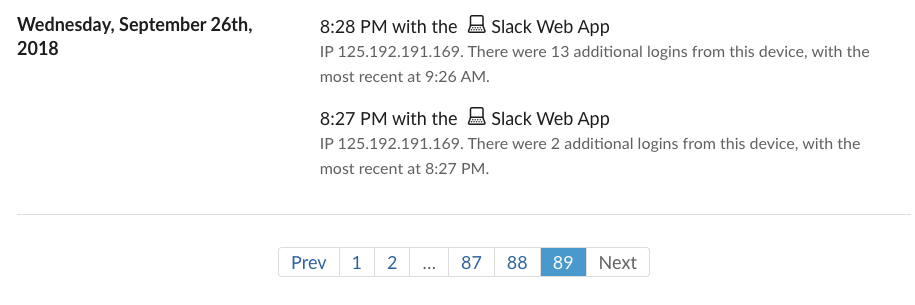 Wednesday, September 26th,
2018
8:28 PM with the Slack Web App
IP 125.192.191.169. There were 13 additional logins from this device, with the
most recent at 9:26 AM.
8:27 PM with the Slack Web App
IP 125.192.191.169. There were 2 additional logins from this device, with the
most recent at 8:27 PM.
Prev 1 2 ... 87 88 89 Next